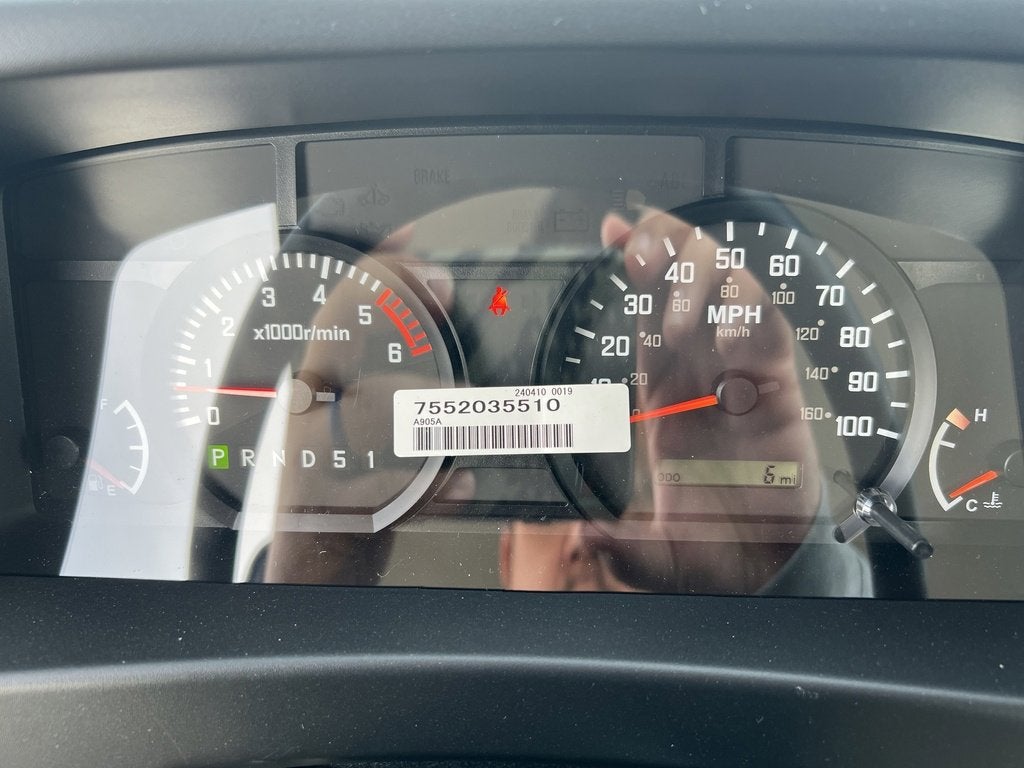 BRAKE
ABS
3 4 5 6
2
1
0
x1000r/min
P R N D 5 1
F
E
240410 0019
7552035510
A905A
10 20 30 40 50 60 70 80 90 100
20 40 60 80 100 120 140 160
MPH
km/h
ODO 6 mi
H
C